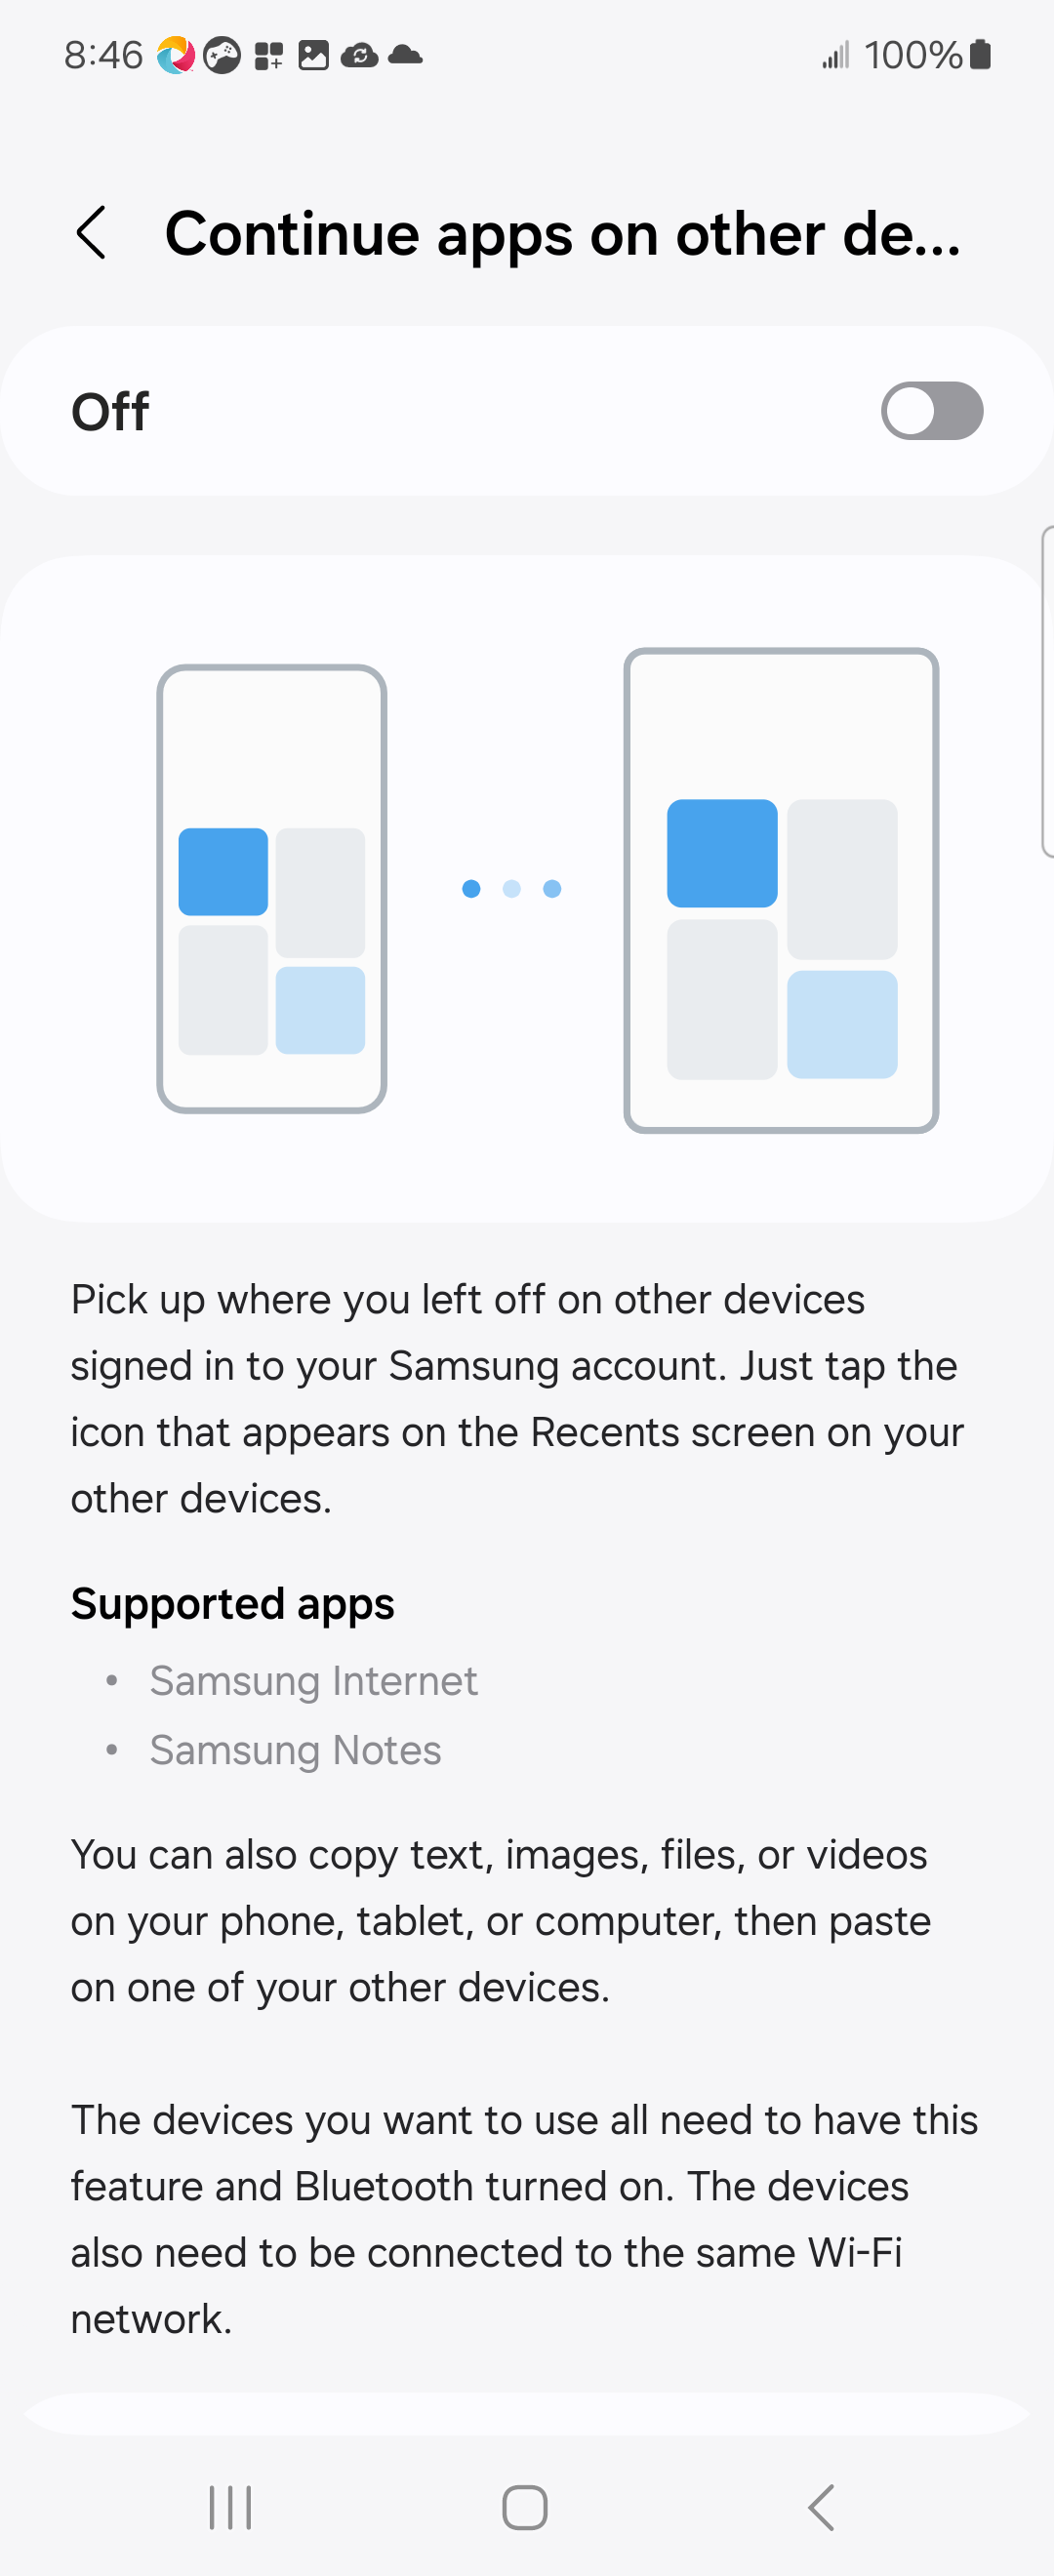 8:46
100%
Continue apps on other de...
Off
Pick up where you left off on other devices
signed in to your Samsung account. Just tap the
icon that appears on the Recents screen on your
other devices.
Supported apps
• Samsung Internet
• Samsung Notes
You can also copy text, images, files, or videos
on your phone, tablet, or computer, then paste
on one of your other devices.
The devices you want to use all need to have this
feature and Bluetooth turned on. The devices
also need to be connected to the same Wi-Fi
network.